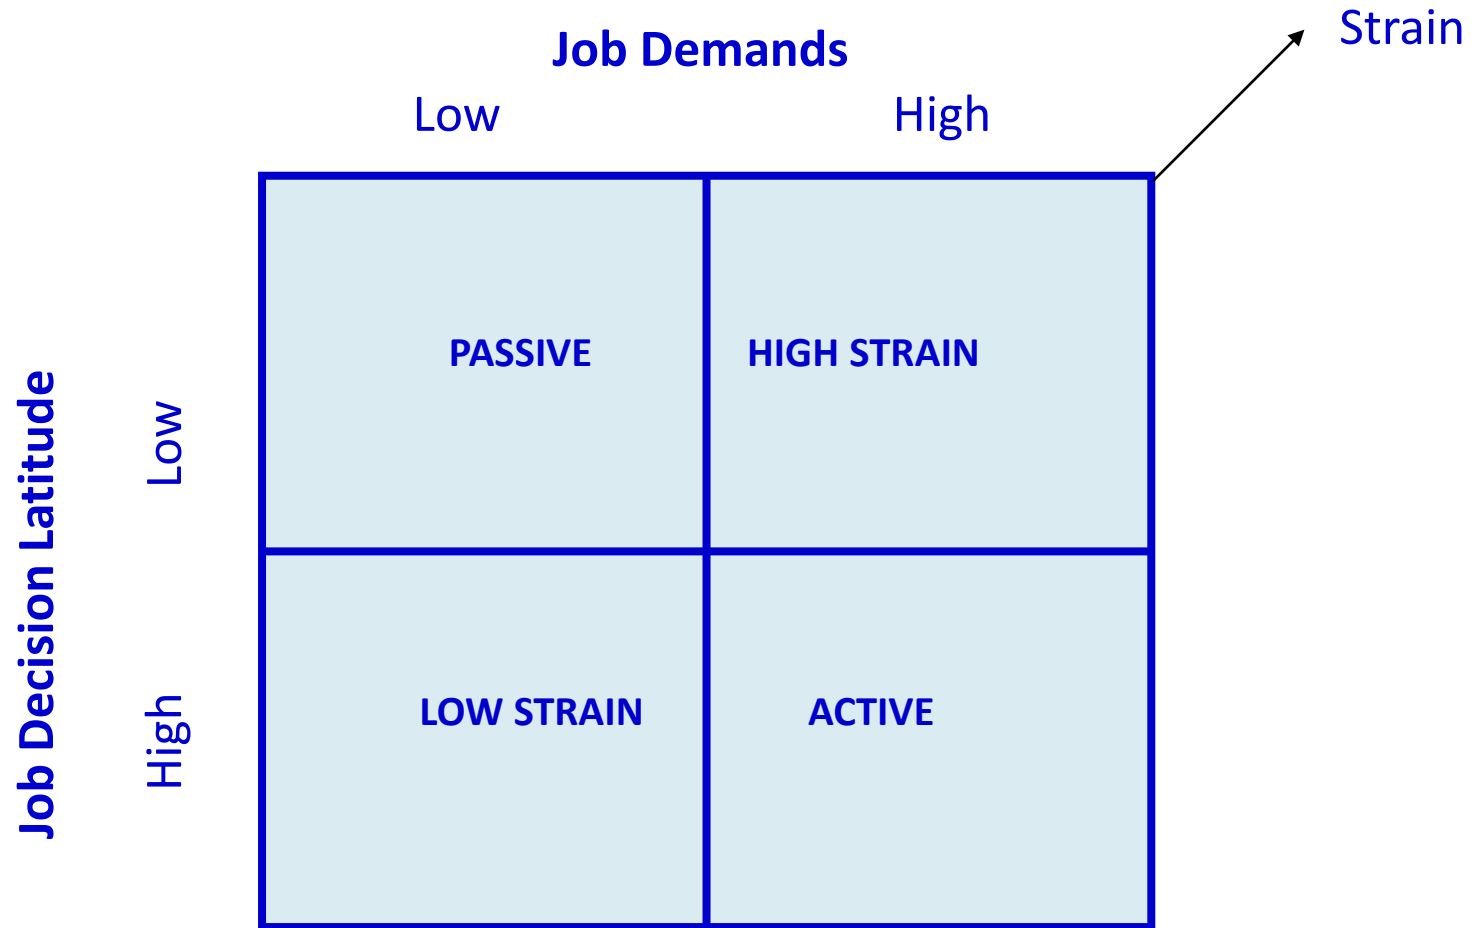 Strain
Job Demands
Low
High
PASSIVE
HIGH STRAIN
Job Decision Latitude
Low
High
LOW STRAIN
ACTIVE